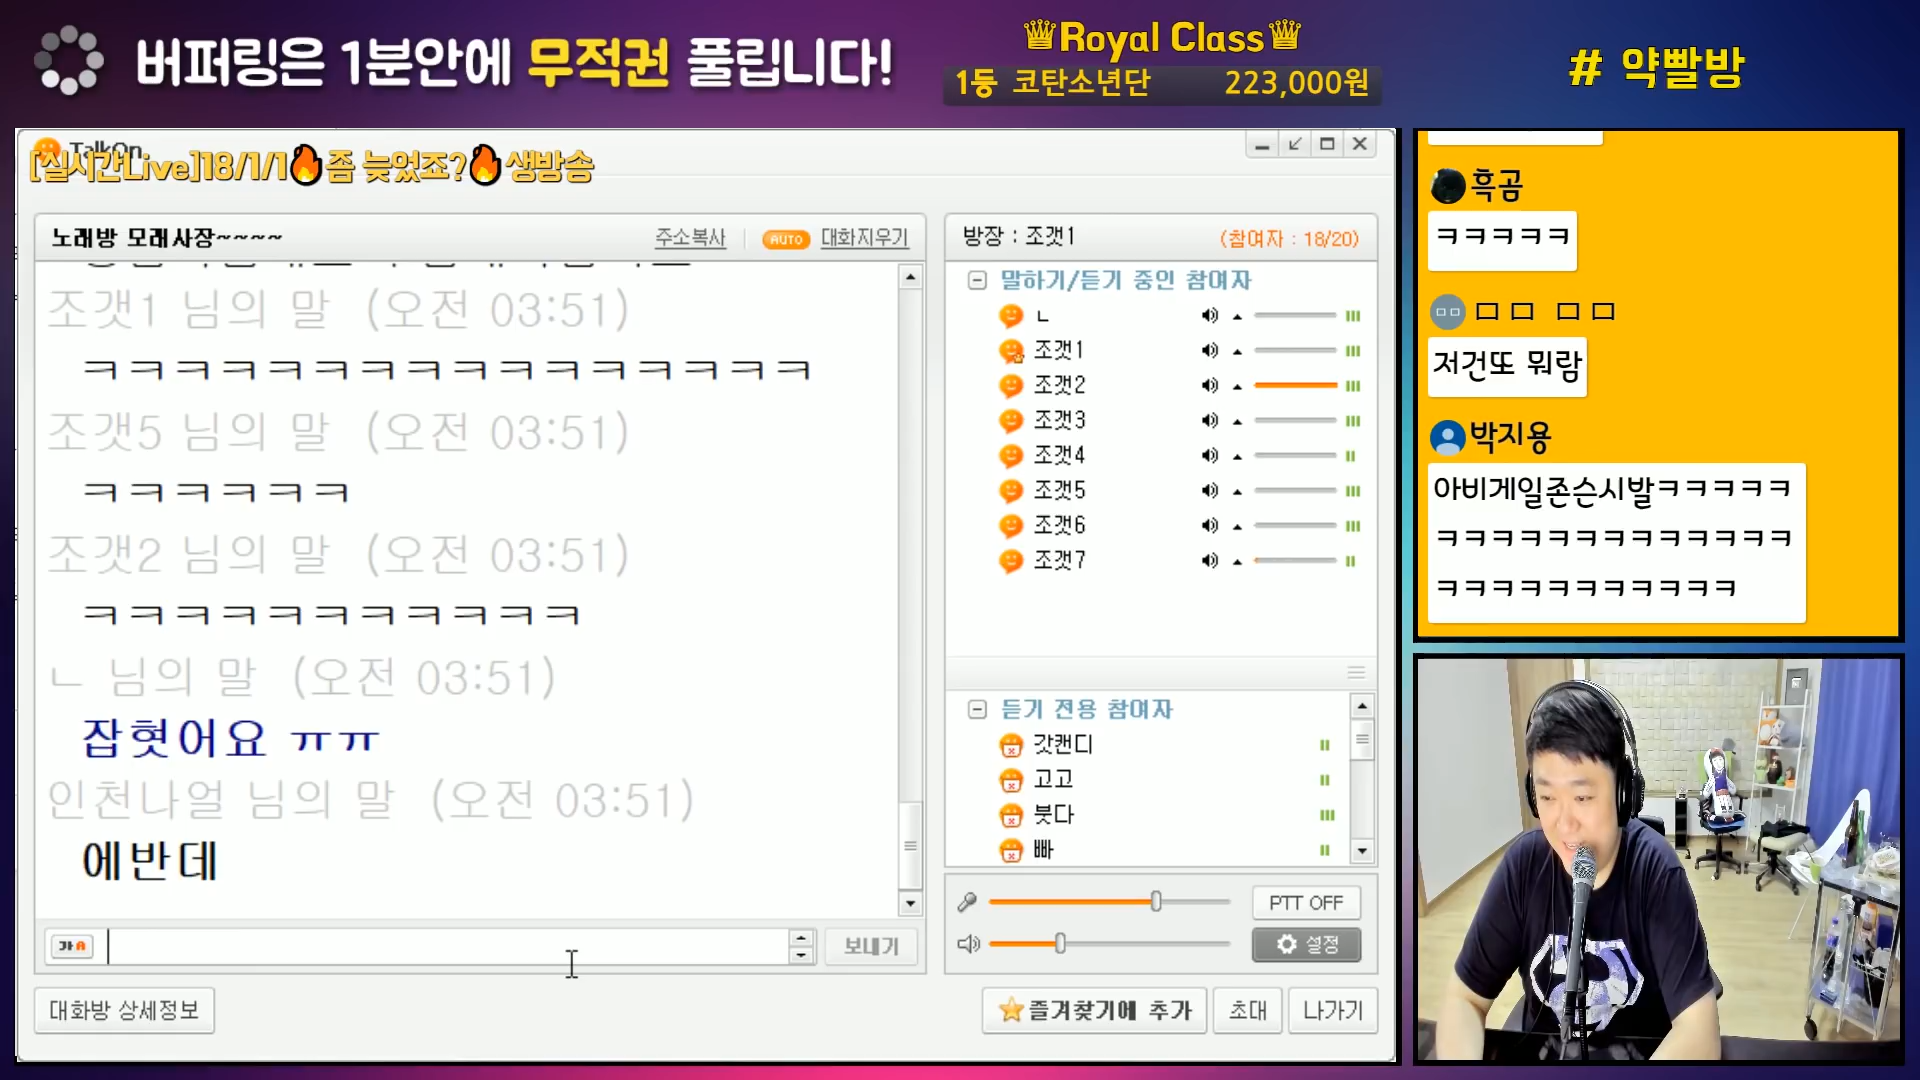 버퍼링은 1분안에 무적권 풀립니다!
♛Royal Class♛
1등 코탄소년단 223,000원
# 약빨방
TalkOn
[실시간Live]18/1/1🔥좀 늦었죠?🔥생방송
노래방 모래사장~~~~
주소복사
AUTO 대화지우기
조갯1 님의 말 (오전 03:51)
ㅋㅋㅋㅋㅋㅋㅋㅋㅋㅋㅋㅋㅋㅋㅋㅋ
조갯5 님의 말 (오전 03:51)
ㅋㅋㅋㅋㅋㅋ
조갯2 님의 말 (오전 03:51)
ㅋㅋㅋㅋㅋㅋㅋㅋㅋㅋㅋ
ㄴ 님의 말 (오전 03:51)
잡혓어요 ㅠㅠ
인천나얼 님의 말 (오전 03:51)
에반데
가A
보내기
대화방 상세정보
방장 : 조갯1
(참여자 : 18/20)
말하기/듣기 중인 참여자
ㄴ
조갯1
조갯2
조갯3
조갯4
조갯5
조갯6
조갯7
듣기 전용 참여자
갓캔디
고고
붓다
빠
PTT OFF
설정
즐겨찾기에 추가
초대
나가기
흑곰
ㅋㅋㅋㅋㅋ
ㅁㅁ ㅁㅁ ㅁㅁ
저건또 뭐람
박지용
아비게일존슨시발ㅋㅋㅋㅋㅋ
ㅋㅋㅋㅋㅋㅋㅋㅋㅋㅋㅋㅋㅋ
ㅋㅋㅋㅋㅋㅋㅋㅋㅋㅋㅋ